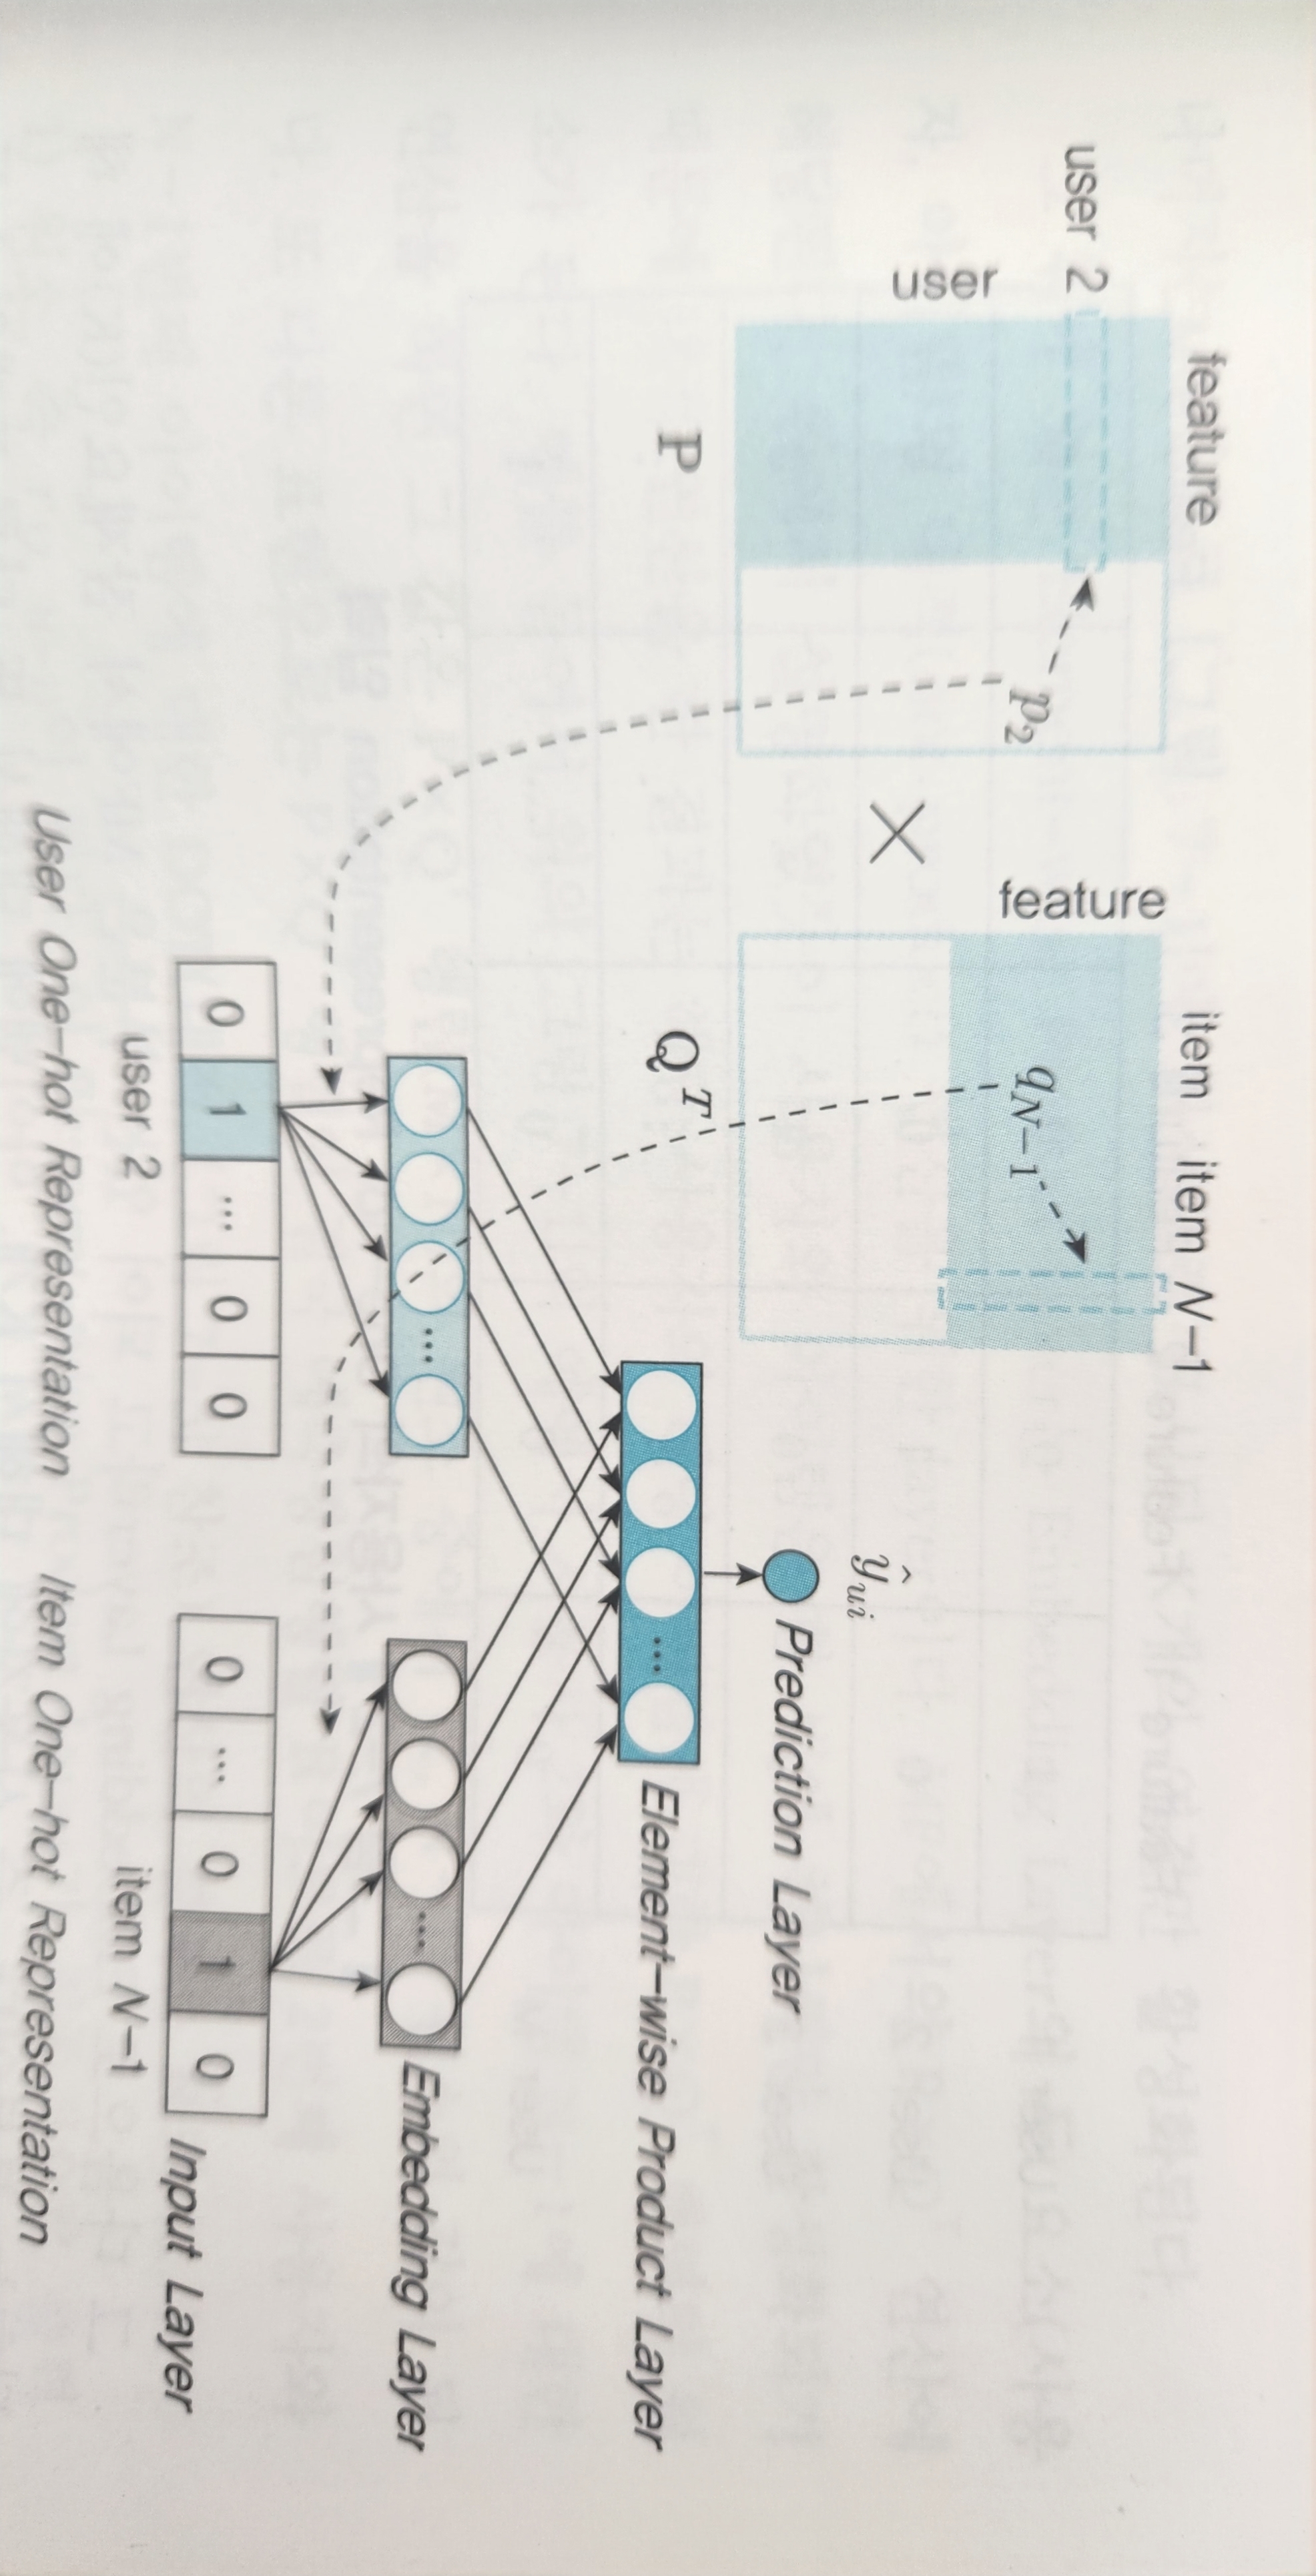 feature
user 2
user
p₂
P
×
item item N-1
feature
q_{N-1}
Q^T
ŷ_{ui}
Prediction Layer
Element-wise Product Layer
...
Embedding Layer
...
...
0 1 ... 0 0
user 2
User One-hot Representation
0 ... 0 1 0
item N-1
Item One-hot Representation
Input Layer